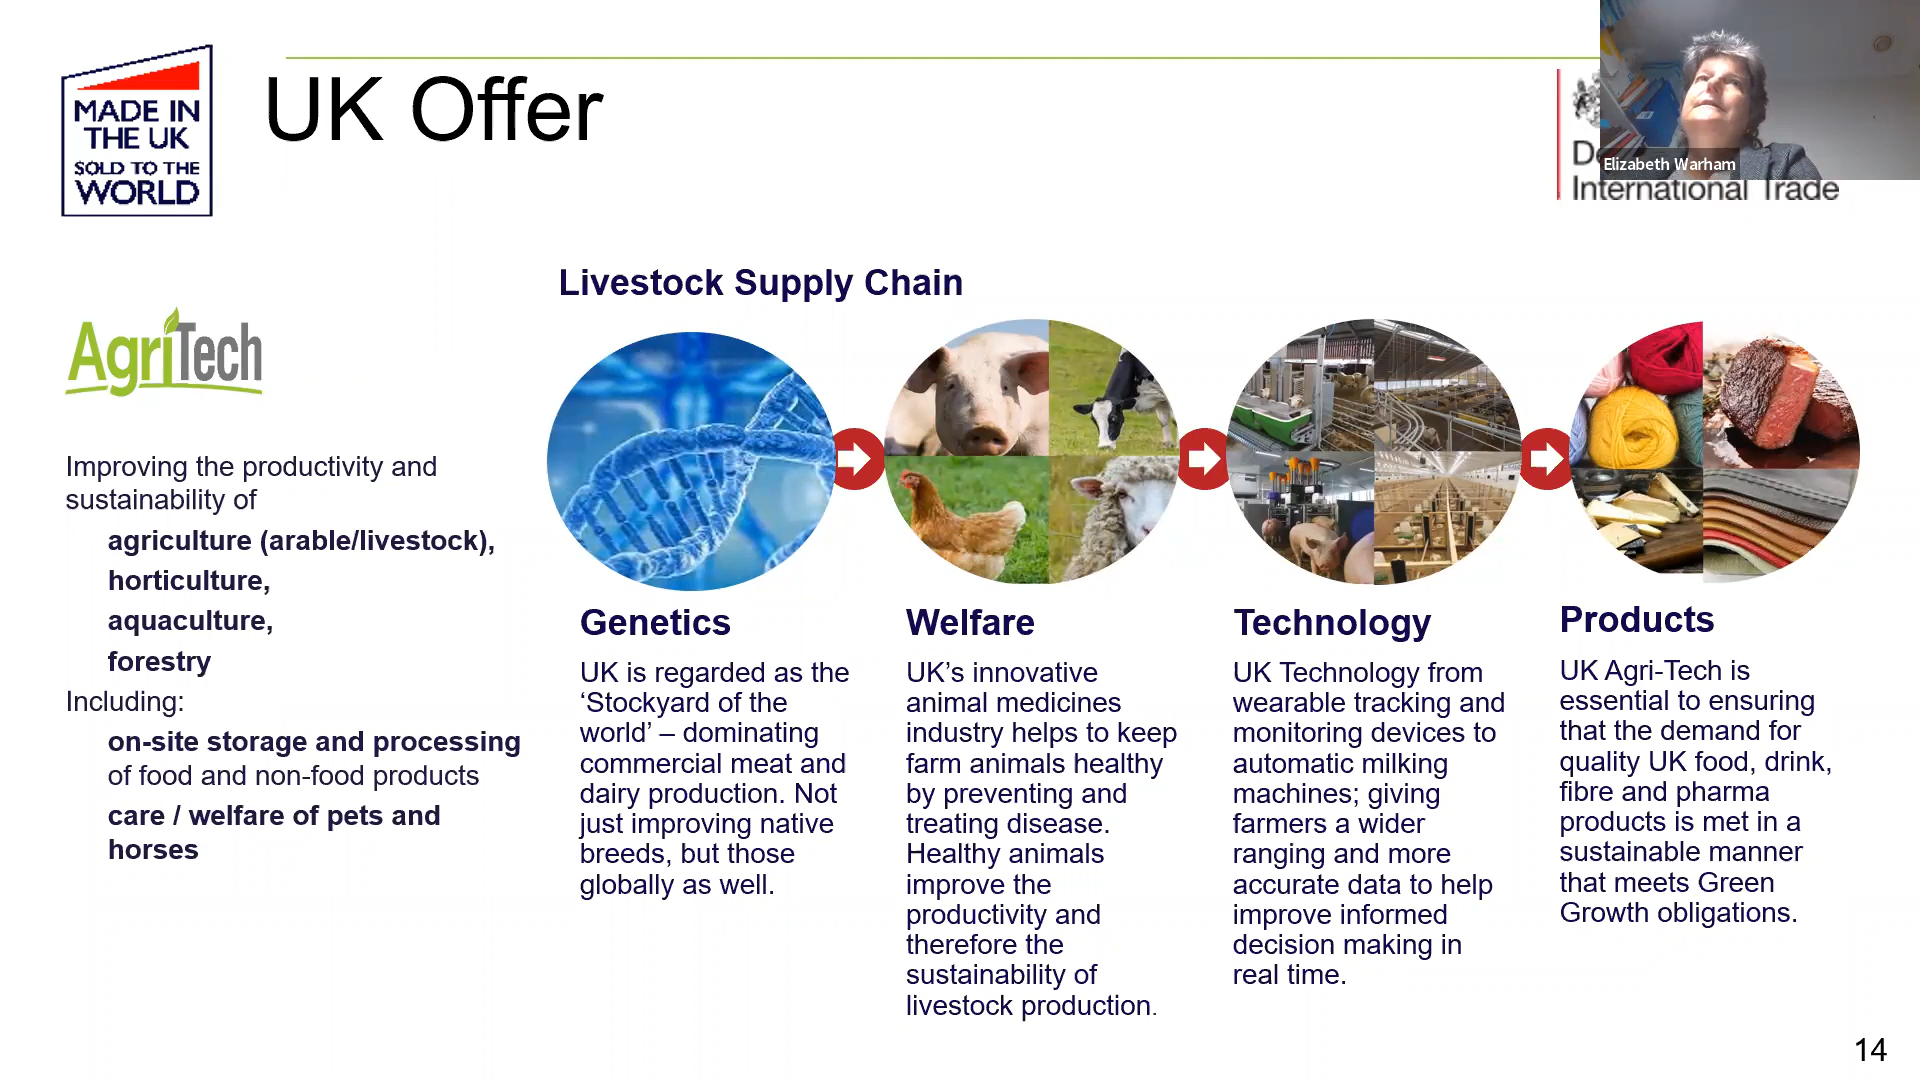 MADE IN
THE UK
SOLD TO THE
WORLD
UK Offer
Elizabeth Warham
International Trade
Livestock Supply Chain
AgriTech
Improving the productivity and
sustainability of
agriculture (arable/livestock),
horticulture,
aquaculture,
forestry
Including:
on-site storage and processing
of food and non-food products
care / welfare of pets and
horses
Genetics
UK is regarded as the
‘Stockyard of the
world’ – dominating
commercial meat and
dairy production. Not
just improving native
breeds, but those
globally as well.
Welfare
UK’s innovative
animal medicines
industry helps to keep
farm animals healthy
by preventing and
treating disease.
Healthy animals
improve the
productivity and
therefore the
sustainability of
livestock production.
Technology
UK Technology from
wearable tracking and
monitoring devices to
automatic milking
machines; giving
farmers a wider
ranging and more
accurate data to help
improve informed
decision making in
real time.
Products
UK Agri-Tech is
essential to ensuring
that the demand for
quality UK food, drink,
fibre and pharma
products is met in a
sustainable manner
that meets Green
Growth obligations.
14